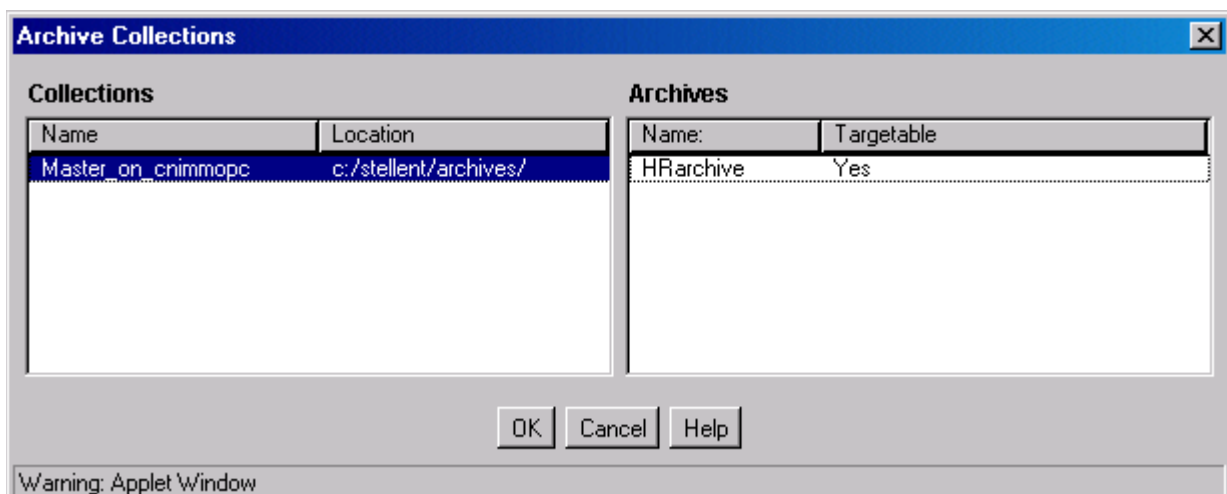 Archive Collections
Collections Archives
Name Location Name: Targetable
Master_on_cnimmopc c:/stellent/archives/ HRarchive Yes
OK Cancel Help
Warning: Applet Window